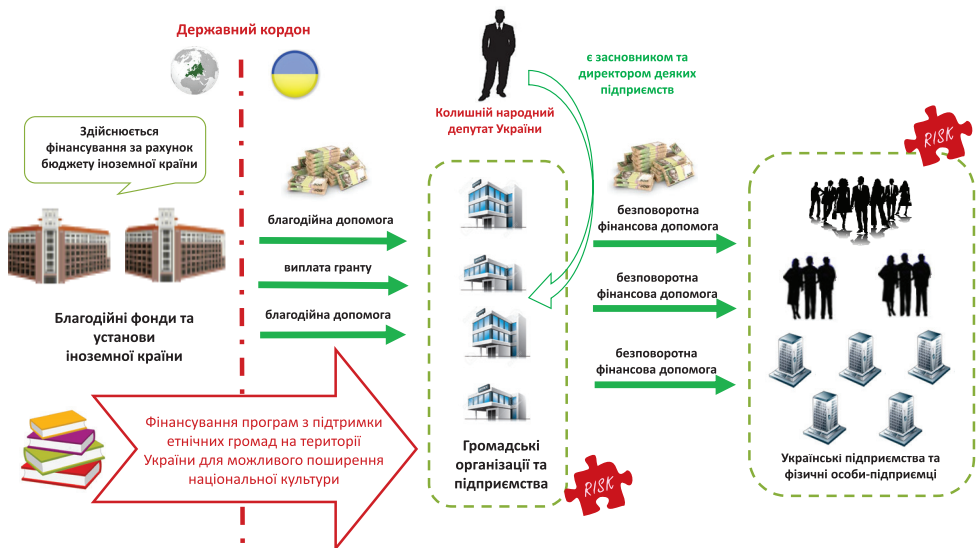 Державний кордон
Здійснюється
фінансування за рахунок
бюджету іноземної країни
Благодійні фонди та
установи
іноземної країни
благодійна допомога
виплата гранту
благодійна допомога
Фінансування програм з підтримки
етнічних громад на території
України для можливого поширення
національної культури
Колишній народний
депутат України
є засновником та
директором деяких
підприємств
Громадські
організації та
підприємства
RISK
безповоротна
фінансова допомога
безповоротна
фінансова допомога
безповоротна
фінансова допомога
RISK
Українські підприємства та
фізичні особи-підприємці